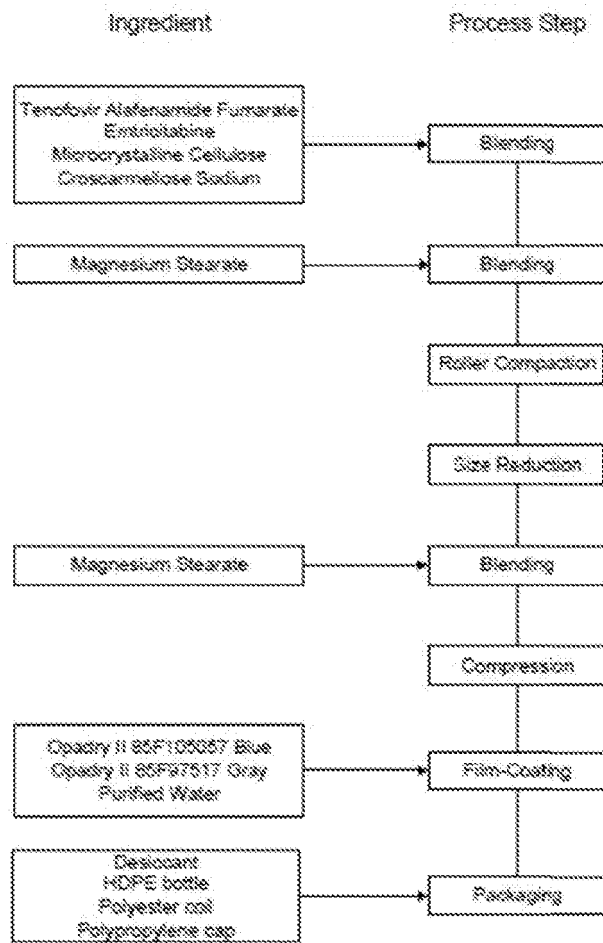 Ingredient
Process Step
Tenofovir Alafenamide Fumarate
Emtricitabine
Microcrystalline Cellulose
Croscarmellose Sodium
Blending
Magnesium Stearate
Blending
Roller Compaction
Size Reduction
Magnesium Stearate
Blending
Compression
Opadry II 85F105057 Blue
Opadry II 85F97517 Gray
Purified Water
Film-Coating
Desiccant
HDPE bottle
Polyester coil
Polypropylene cap
Packaging